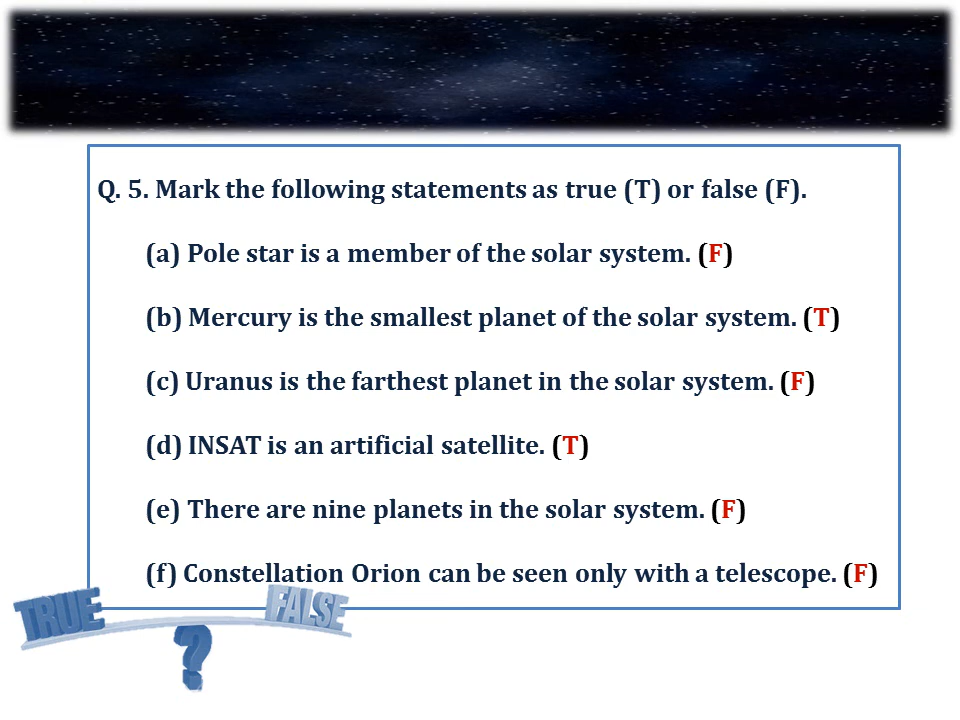 Q. 5. Mark the following statements as true (T) or false (F).
(a) Pole star is a member of the solar system. (F)
(b) Mercury is the smallest planet of the solar system. (T)
(c) Uranus is the farthest planet in the solar system. (F)
(d) INSAT is an artificial satellite. (T)
(e) There are nine planets in the solar system. (F)
(f) Constellation Orion can be seen only with a telescope. (F)
TRUE FALSE
?